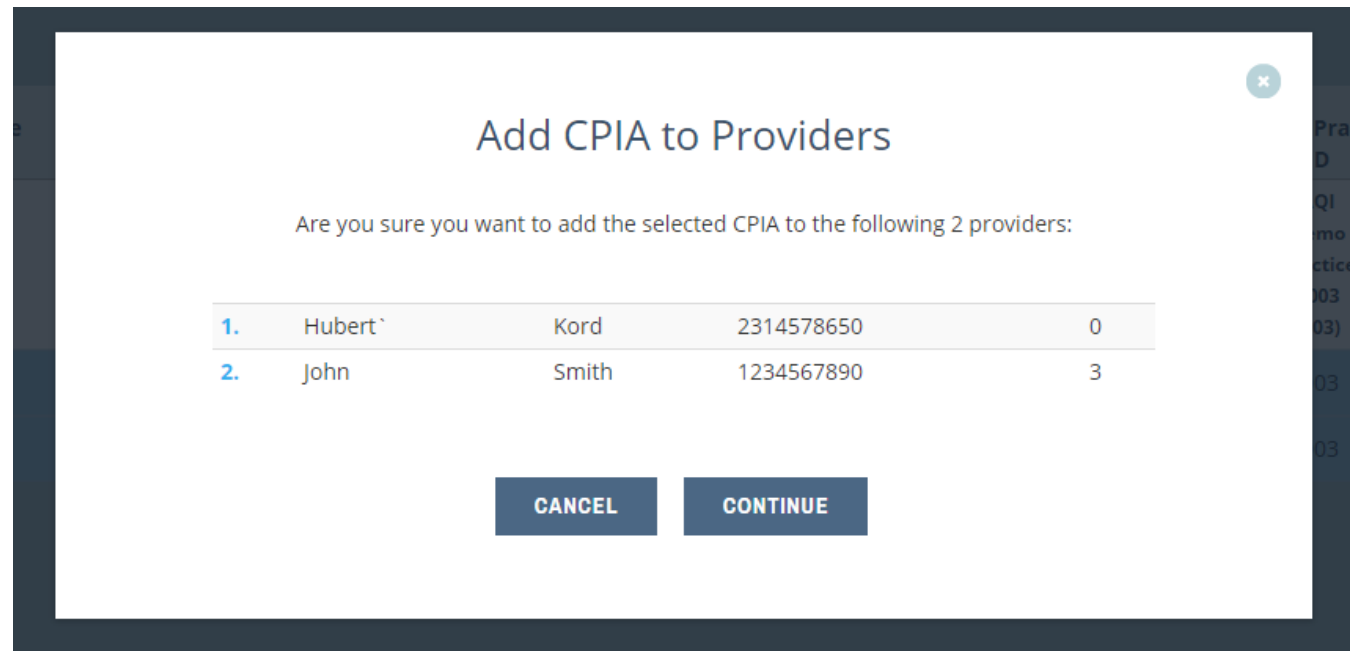 Add CPIA to Providers
Are you sure you want to add the selected CPIA to the following 2 providers:
1. Hubert` Kord 2314578650 0
2. John Smith 1234567890 3
CANCEL CONTINUE